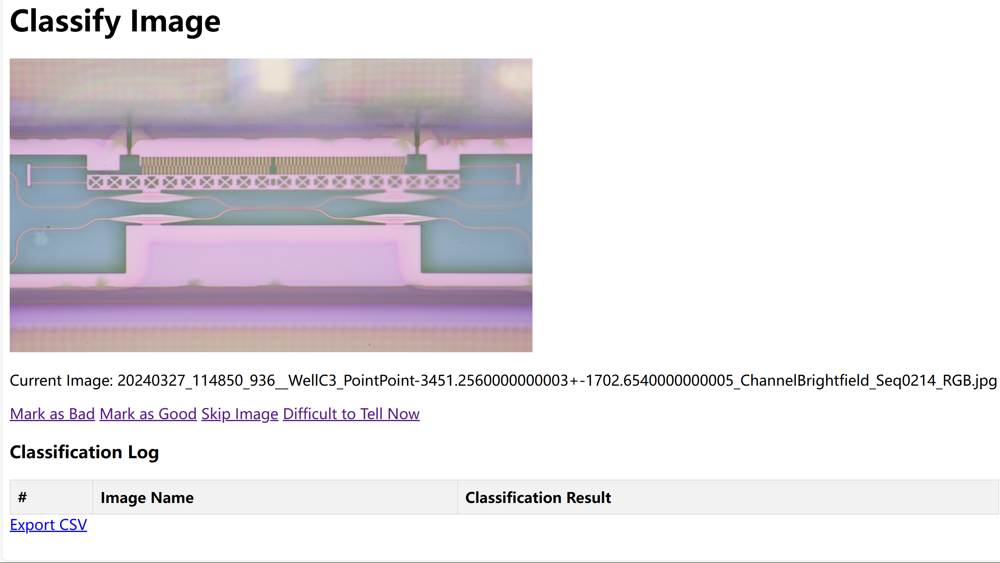 Classify Image
Current Image: 20240327_114850_936__WellC3_PointPoint-3451.2560000000003+-1702.6540000000005_ChannelBrightfield_Seq0214_RGB.jpg
Mark as Bad Mark as Good Skip Image Difficult to Tell Now
Classification Log
# Image Name Classification Result
Export CSV